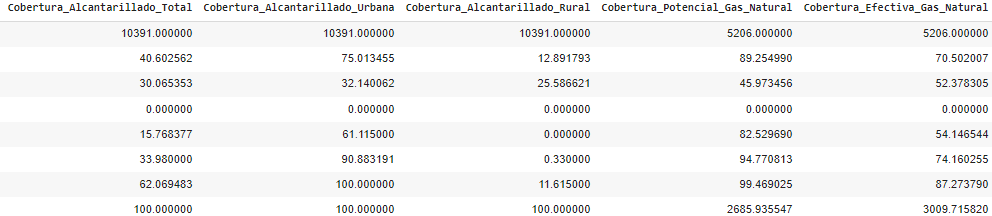 Cobertura_Alcantarillado_Total Cobertura_Alcantarillado_Urbana Cobertura_Alcantarillado_Rural Cobertura_Potencial_Gas_Natural Cobertura_Efectiva_Gas_Natural
10391.000000 10391.000000 10391.000000 5206.000000 5206.000000
40.602562 75.013455 12.891793 89.254990 70.502007
30.065353 32.140062 25.586621 45.973456 52.378305
0.000000 0.000000 0.000000 0.000000 0.000000
15.768377 61.115000 0.000000 82.529690 54.146544
33.980000 90.883191 0.330000 94.770813 74.160255
62.069483 100.000000 11.615000 99.469025 87.273790
100.000000 100.000000 100.000000 2685.935547 3009.715820